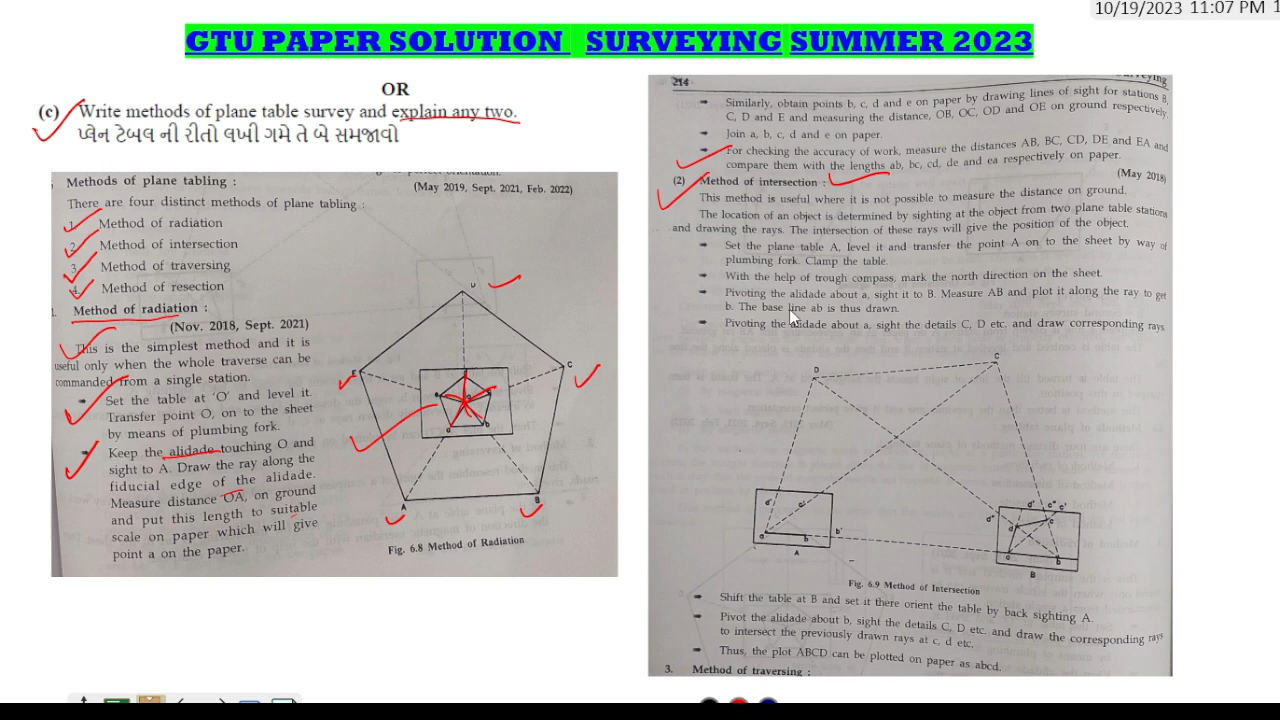 10/19/2023 11:07 PM 1
GTU PAPER SOLUTION SURVEYING SUMMER 2023
OR
(c) Write methods of plane table survey and explain any two.
પ્લેન ટેબલ ની રીતો લખી ગમે તે બે સમજાવો
Methods of plane tabling :
(May 2019, Sept. 2021, Feb. 2022)
There are four distinct methods of plane tabling :
1. Method of radiation
2. Method of intersection
3. Method of traversing
4. Method of resection
1. Method of radiation :
(Nov. 2018, Sept. 2021)
This is the simplest method and it is
useful only when the whole traverse can be
commanded from a single station.
Set the table at 'O' and level it.
Transfer point O, on to the sheet
by means of plumbing fork.
Keep the alidade touching O and
sight to A. Draw the ray along the
fiducial edge of the alidade.
Measure distance OA, on ground
and put this length to suitable
scale on paper which will give
point a on the paper.
D
E
C
A
B
Fig. 6.8 Method of Radiation
214
Surveying
Similarly, obtain points b, c, d and e on paper by drawing lines of sight for stations B,
C, D and E and measuring the distance, OB, OC, OD and OE on ground respectively.
Join a, b, c, d and e on paper.
For checking the accuracy of work, measure the distances AB, BC, CD, DE and EA and
compare them with the lengths ab, bc, cd, de and ea respectively on paper.
(May 2018)
(2) Method of intersection :
This method is useful where it is not possible to measure the distance on ground.
The location of an object is determined by sighting at the object from two plane table stations
and drawing the rays. The intersection of these rays will give the position of the object.
Set the plane table A, level it and transfer the point A on to the sheet by way of
plumbing fork. Clamp the table.
With the help of trough compass, mark the north direction on the sheet.
Pivoting the alidade about a, sight it to B. Measure AB and plot it along the ray to get
b. The base line ab is thus drawn.
Pivoting the alidade about a, sight the details C, D etc. and draw corresponding rays
D
C
d'
c'
a
b
b'
A
d' c" c'
d"
c
d
a
b
B
Fig. 6.9 Method of Intersection
Shift the table at B and set it there orient the table by back sighting A.
Pivot the alidade about b, sight the details C, D etc. and draw the corresponding rays
to intersect the previously drawn rays at c, d etc.
Thus, the plot ABCD can be plotted on paper as abcd.
3. Method of traversing :